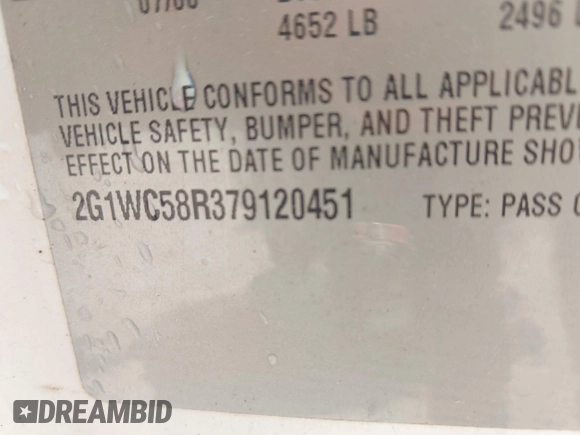 4652 LB
2496
THIS VEHICLE CONFORMS TO ALL APPLICABL
VEHICLE SAFETY, BUMPER, AND THEFT PREVE
EFFECT ON THE DATE OF MANUFACTURE SHO
2G1WC58R379120451 TYPE: PASS C
DREAMBID